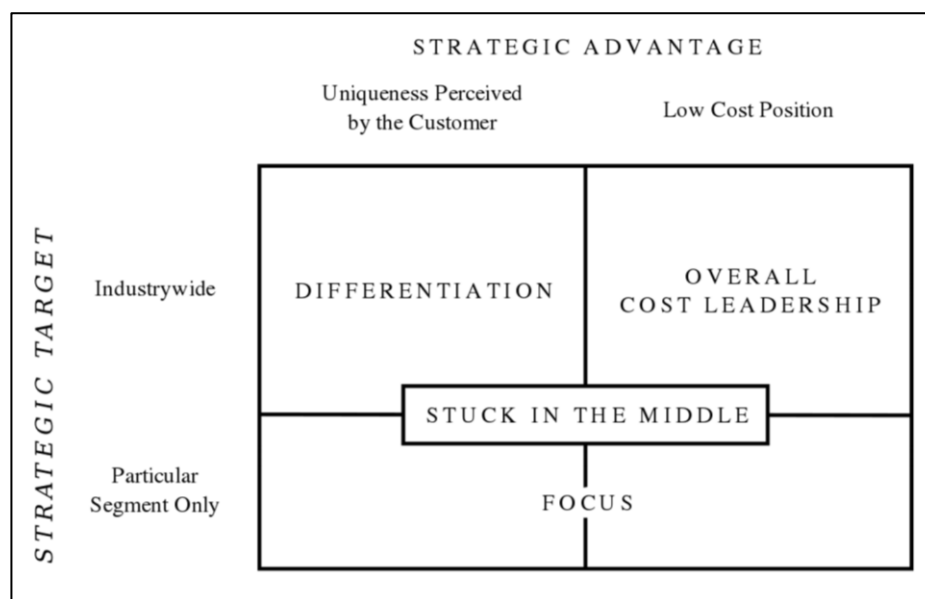 STRATEGIC ADVANTAGE
Uniqueness Perceived
by the Customer
Low Cost Position
STRATEGIC TARGET
Industrywide
DIFFERENTIATION
OVERALL
COST LEADERSHIP
STUCK IN THE MIDDLE
Particular
Segment Only
FOCUS